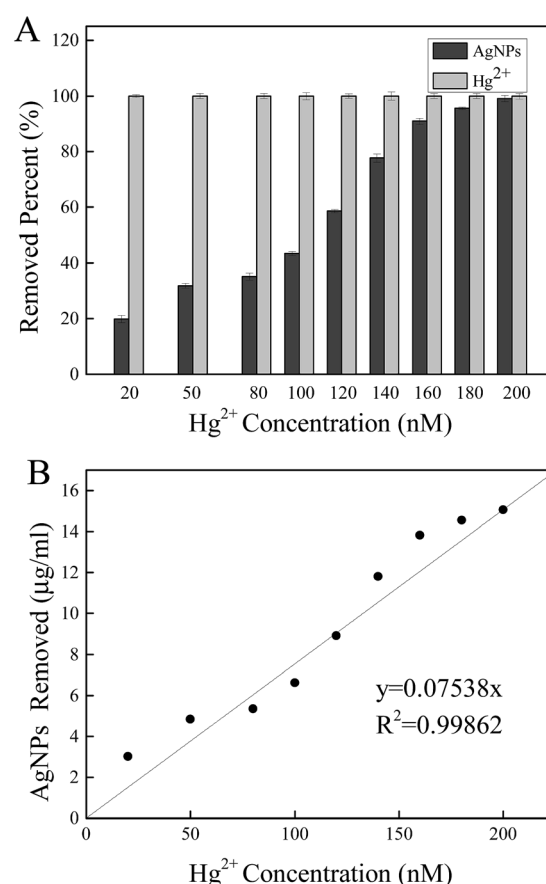 A
120
100
80
60
40
20
0
Removed Percent (%)
AgNPs
Hg²⁺
20 50 80 100 120 140 160 180 200
Hg²⁺ Concentration (nM)
B
16
14
12
10
8
6
4
2
0
AgNPs Removed (µg/ml)
y=0.07538x
R²=0.99862
0 50 100 150 200
Hg²⁺ Concentration (nM)